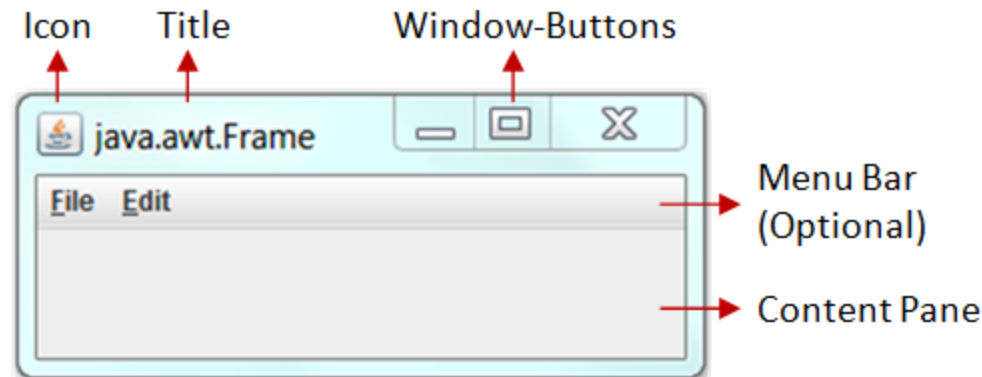 Icon Title Window-Buttons
java.awt.Frame
File Edit
Menu Bar
(Optional)
Content Pane